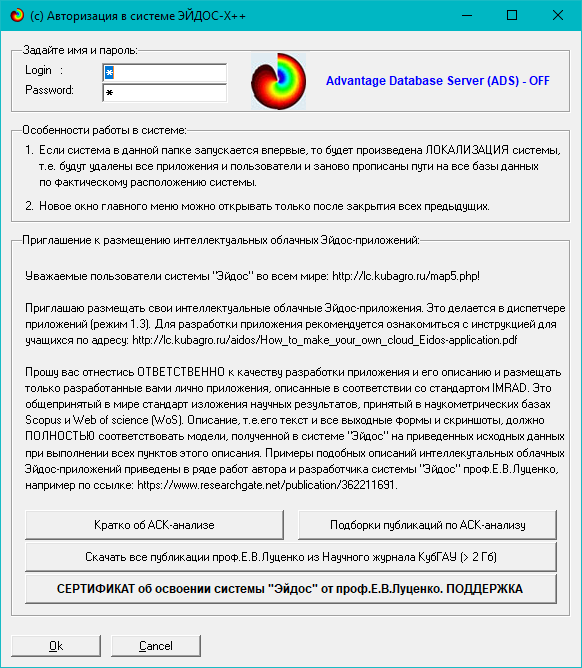 (c) Авторизация в системе ЭЙДОС-X++
Задайте имя и пароль:
Login :
*
Advantage Database Server (ADS) - OFF
Password:
*
Особенности работы в системе:
1. Если система в данной папке запускается впервые, то будет произведена ЛОКАЛИЗАЦИЯ системы,
т.е. будут удалены все приложения и пользователи и заново прописаны пути на все базы данных
по фактическому расположению системы.
2. Новое окно главного меню можно открывать только после закрытия всех предыдущих.
Приглашение к размещению интеллектуальных облачных Эйдос-приложений:
Уважаемые пользователи системы "Эйдос" во всем мире: http://lc.kubagro.ru/map5.php!
Приглашаю размещать свои интеллектуальные облачные Эйдос-приложения. Это делается в диспетчере
приложений (режим 1.3). Для разработки приложения рекомендуется ознакомиться с инструкцией для
учащихся по адресу: http://lc.kubagro.ru/aidos/How_to_make_your_own_cloud_Eidos-application.pdf
Прошу вас отнестись ОТВЕТСТВЕННО к качеству разработки приложения и его описанию и размещать
только разработанные вами лично приложения, описанные в соответствии со стандартом IMRAD. Это
общепринятый в мире стандарт изложения научных результатов, принятый в наукометрических базах
Scopus и Web of science (WoS). Описание, т.е.его текст и все выходные формы и скриншоты, должно
ПОЛНОСТЬЮ соответствовать модели, полученной в системе "Эйдос" на приведенных исходных данных
при выполнении всех пунктов этого описания. Примеры подобных описаний интеллектуальных облачных
Эйдос-приложений приведены в ряде работ автора и разработчика системы "Эйдос" проф.Е.В.Луценко,
например по ссылке: https://www.researchgate.net/publication/362211691.
Кратко об АСК-анализе
Подборки публикаций по АСК-анализу
Скачать все публикации проф.Е.В.Луценко из Научного журнала КубГАУ (> 2 Гб)
СЕРТИФИКАТ об освоении системы "Эйдос" от проф.Е.В.Луценко. ПОДДЕРЖКА
Ok
Cancel